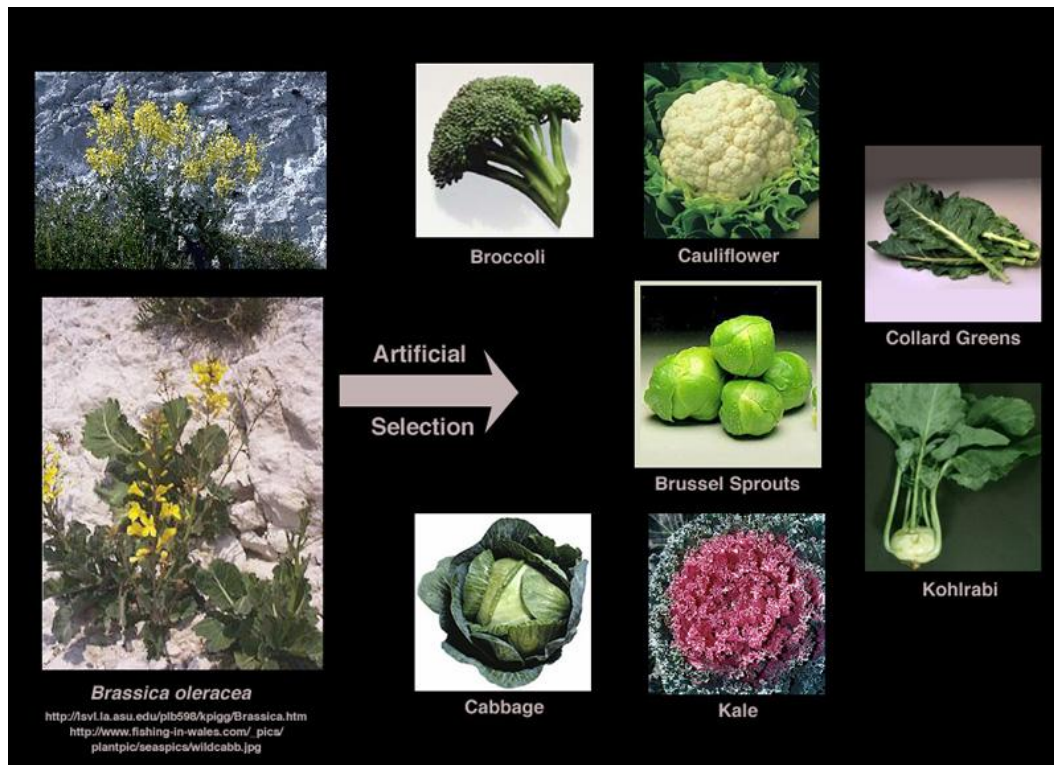 Broccoli
Cauliflower
Collard Greens
Artificial
Selection
Brussel Sprouts
Kohlrabi
Cabbage
Kale
Brassica oleracea
http://lsvl.la.asu.edu/plb598/kpigg/Brassica.htm
http://www.fishing-in-wales.com/_pics/
plantpic/seaspics/wildcabb.jpg